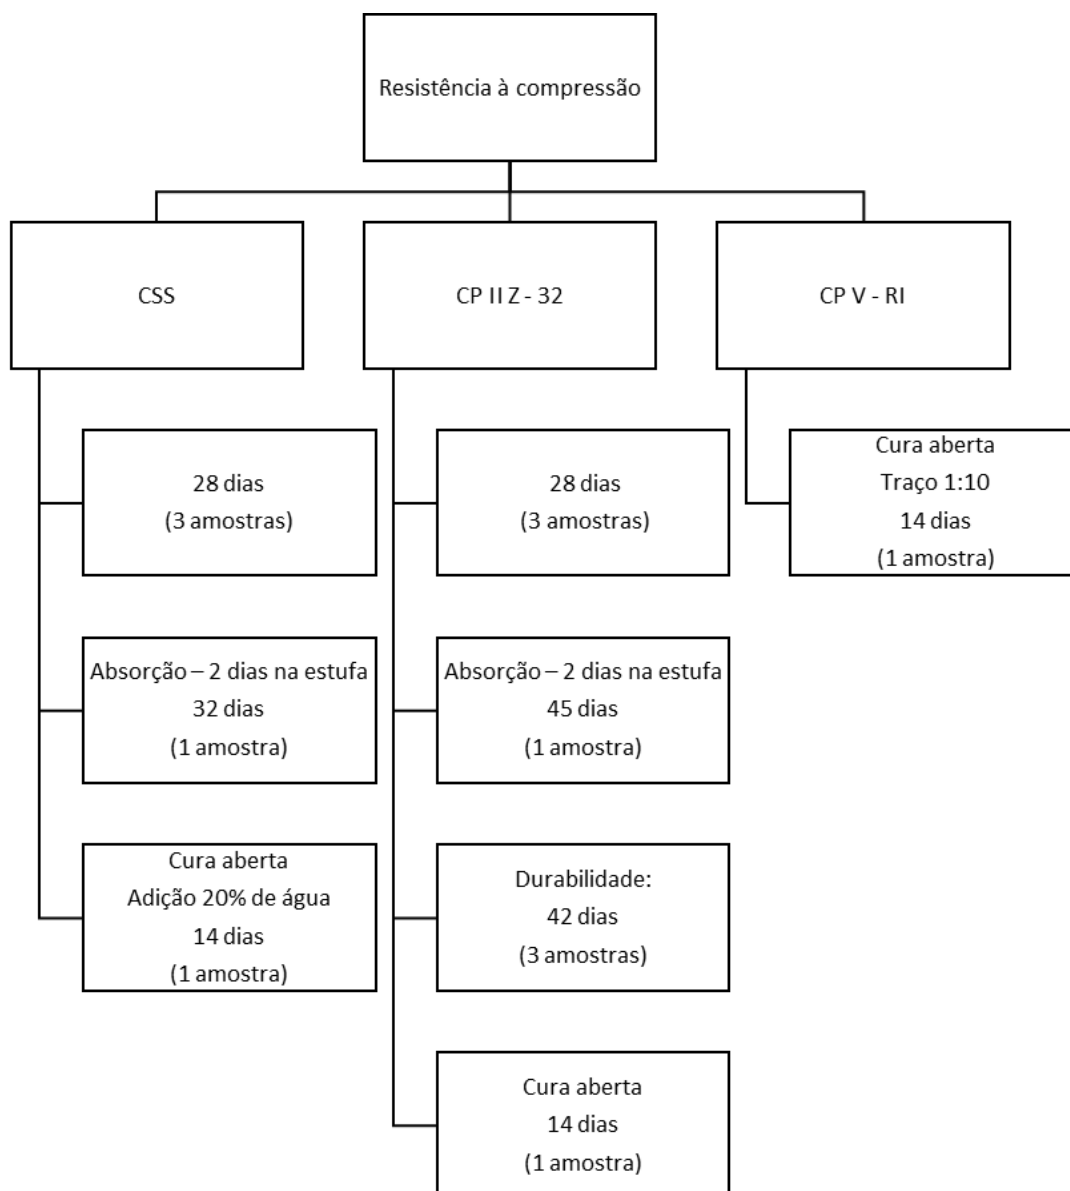 Resistência à compressão
CSS
CP II Z - 32
CP V - RI
28 dias
(3 amostras)
28 dias
(3 amostras)
Cura aberta
Traço 1:10
14 dias
(1 amostra)
Absorção – 2 dias na estufa
32 dias
(1 amostra)
Absorção – 2 dias na estufa
45 dias
(1 amostra)
Cura aberta
Adição 20% de água
14 dias
(1 amostra)
Durabilidade:
42 dias
(3 amostras)
Cura aberta
14 dias
(1 amostra)